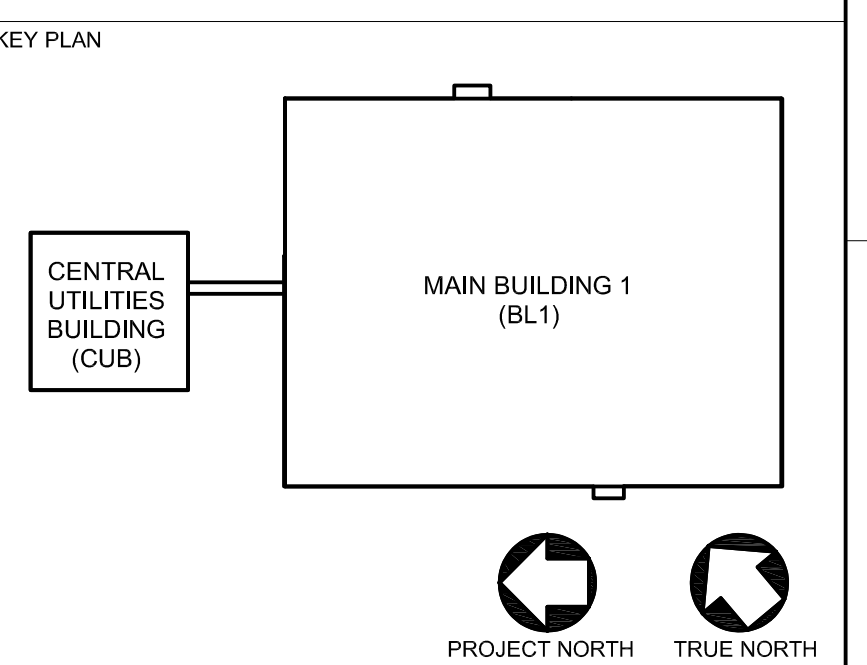 KEY PLAN
CENTRAL
UTILITIES
BUILDING
(CUB)
MAIN BUILDING 1
(BL1)
PROJECT NORTH
TRUE NORTH